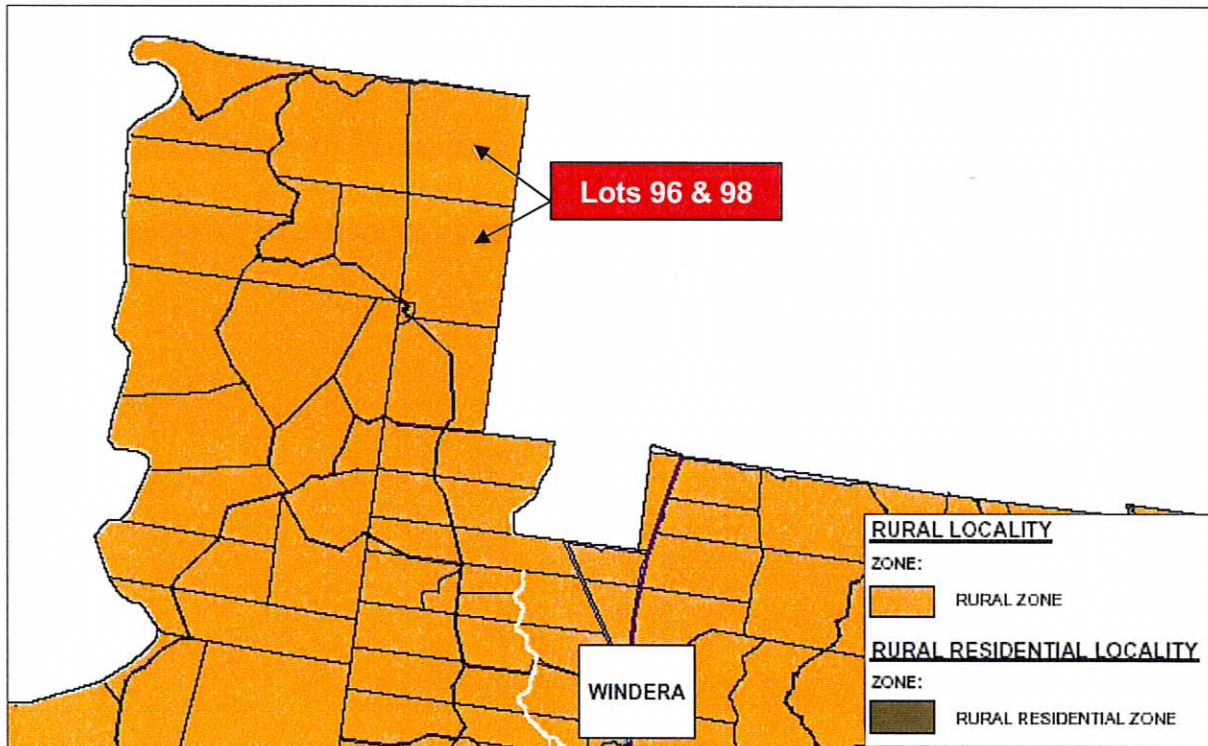 Lots 96 & 98
WINDERA
RURAL LOCALITY
ZONE:
RURAL ZONE
RURAL RESIDENTIAL LOCALITY
ZONE:
RURAL RESIDENTIAL ZONE